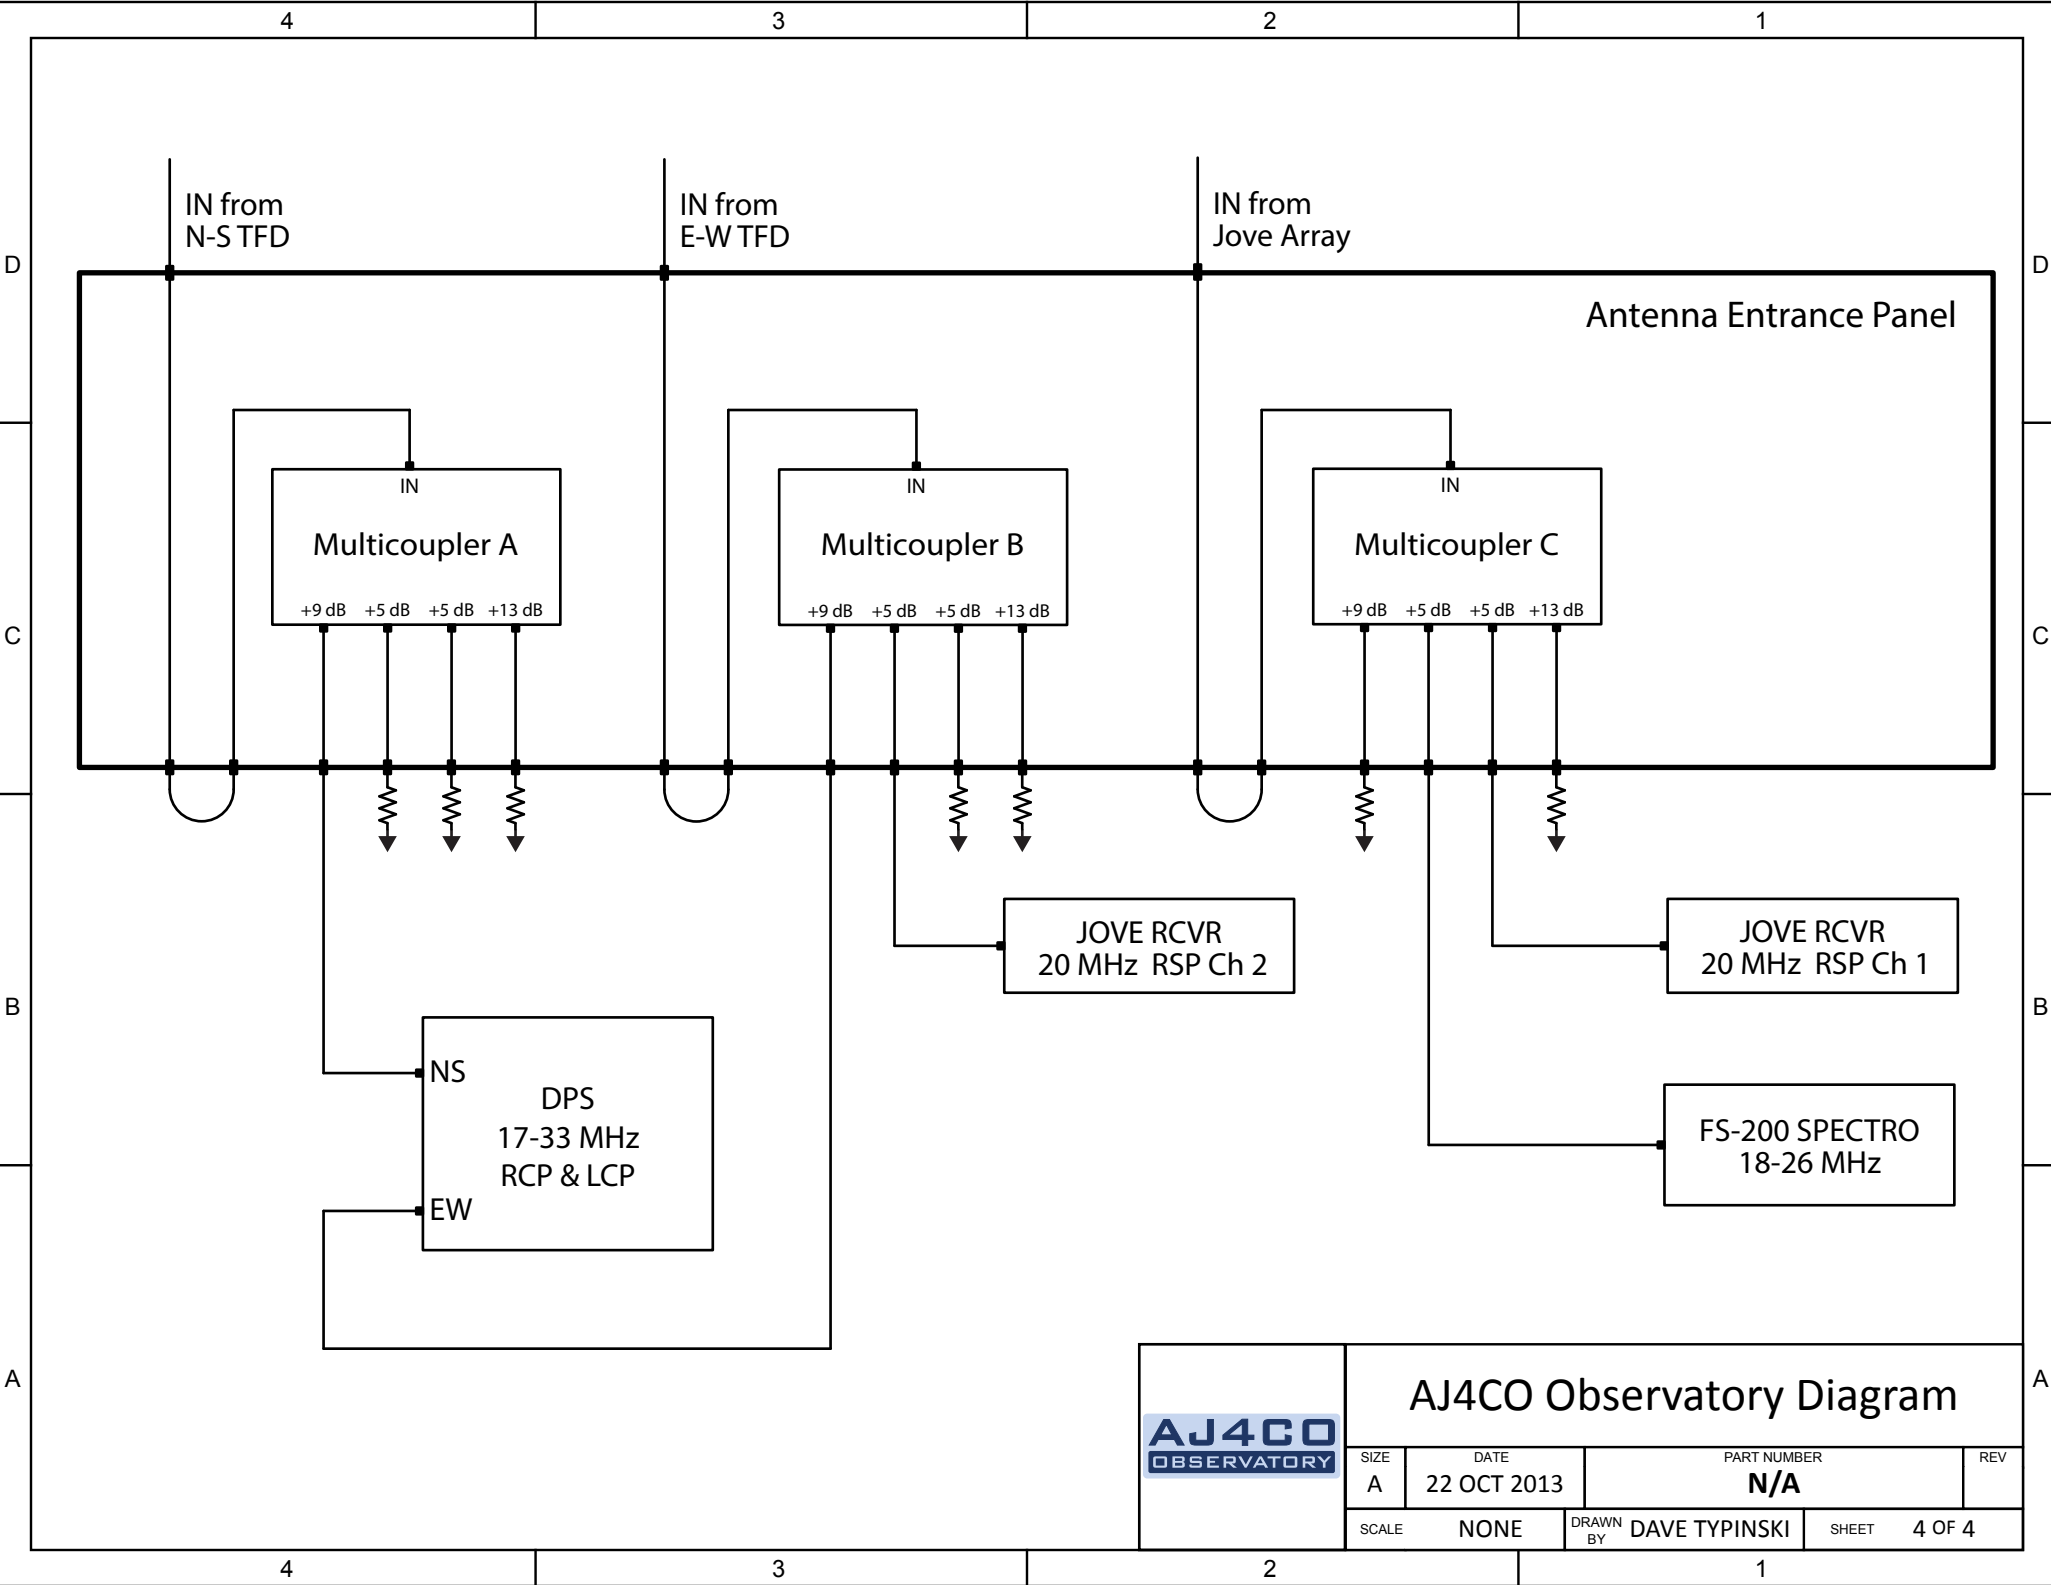 4 3 2 1
IN from
N-S TFD
IN from
E-W TFD
IN from
Jove Array
D
D
Antenna Entrance Panel
IN
Multicoupler A
+9 dB +5 dB +5 dB +13 dB
IN
Multicoupler B
+9 dB +5 dB +5 dB +13 dB
IN
Multicoupler C
+9 dB +5 dB +5 dB +13 dB
C
C
JOVE RCVR
20 MHz RSP Ch 2
JOVE RCVR
20 MHz RSP Ch 1
B
B
NS
DPS
17-33 MHz
RCP & LCP
EW
FS-200 SPECTRO
18-26 MHz
A
A
AJ4CO
OBSERVATORY
AJ4CO Observatory Diagram
SIZE
A
DATE
22 OCT 2013
PART NUMBER
N/A
REV
SCALE NONE
DRAWN
BY
DAVE TYPINSKI
SHEET 4 OF 4
4 3 2 1